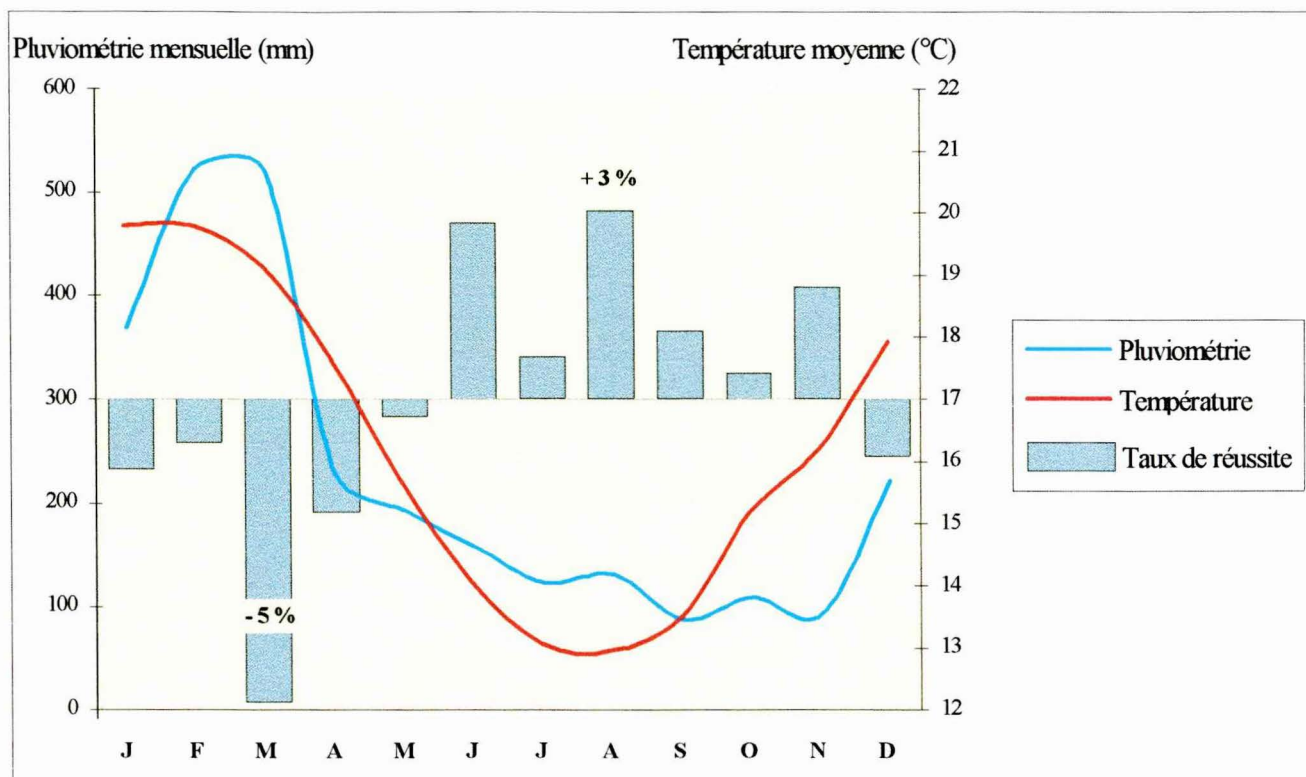 Pluviométrie mensuelle (mm) Température moyenne (°C)
600 22
21
500 +3 % 20
19
400 18
300 17
16
200 15
14
100 -5% 13
0 12
J F M A M J J A S O N D
Pluviométrie
Température
Taux de réussite